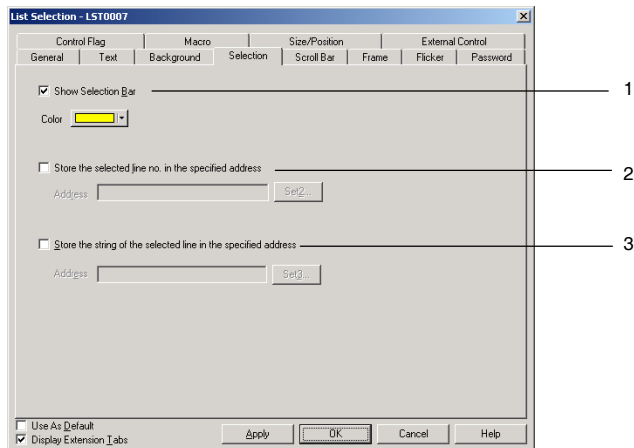 List Selection - LST0007
Control Flag Macro Size/Position External Control
General Text Background Selection Scroll Bar Frame Flicker Password
Show Selection Bar 1
Color
Store the selected line no. in the specified address 2
Address Set2...
Store the string of the selected line in the specified address 3
Address Set3...
Use As Default
Display Extension Tabs
Apply OK Cancel Help